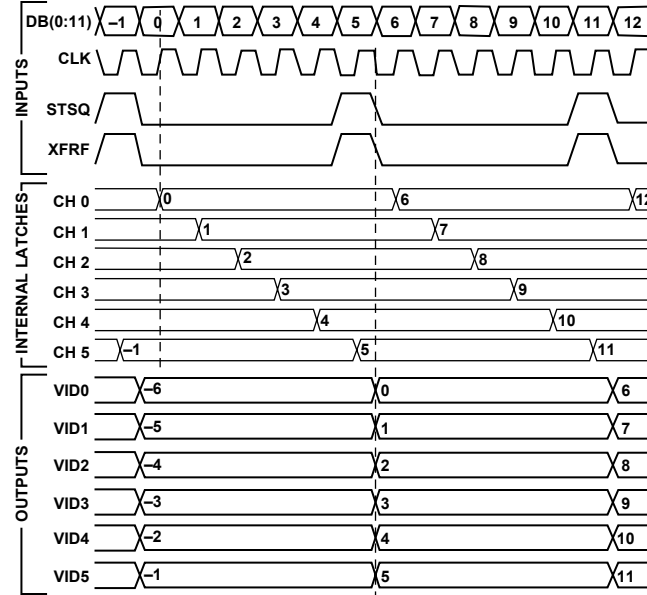 INPUTS
DB(0:11) –1 0 1 2 3 4 5 6 7 8 9 10 11 12
CLK
STSQ
XFRF
INTERNAL LATCHES
CH 0 0 6 12
CH 1 1 7
CH 2 2 8
CH 3 3 9
CH 4 4 10
CH 5 –1 5 11
OUTPUTS
VID0 –6 0 6
VID1 –5 1 7
VID2 –4 2 8
VID3 –3 3 9
VID4 –2 4 10
VID5 –1 5 11